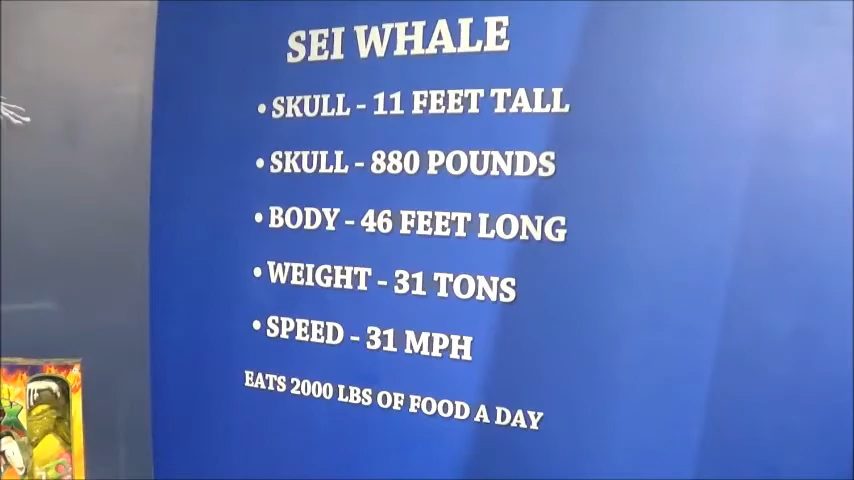 SEI WHALE
• SKULL - 11 FEET TALL
• SKULL - 880 POUNDS
• BODY - 46 FEET LONG
• WEIGHT - 31 TONS
• SPEED - 31 MPH
EATS 2000 LBS OF FOOD A DAY